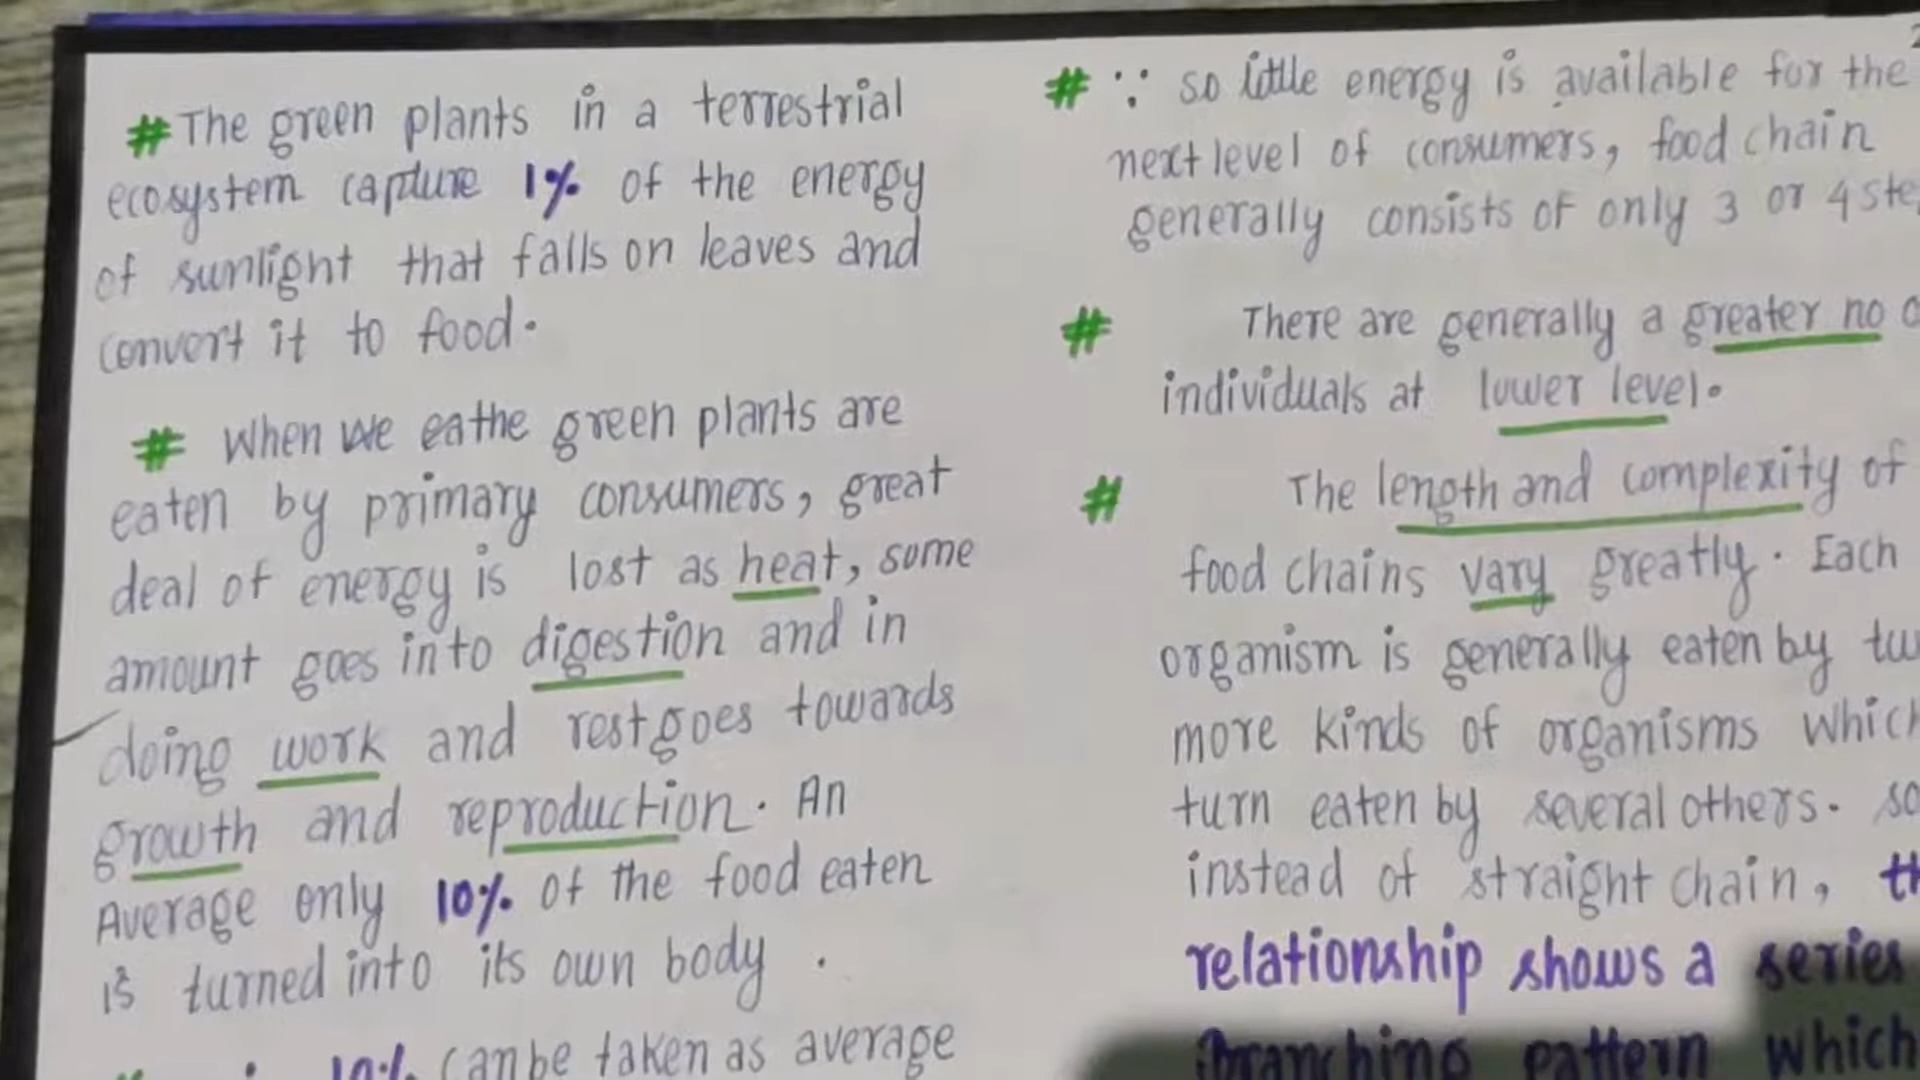 # The green plants in a terrestrial
ecosystem capture 1% of the energy
of sunlight that falls on leaves and
convert it to food.
# When we eathe green plants are
eaten by primary consumers, great
deal of energy is lost as heat, some
amount goes into digestion and in
doing work and rest goes towards
growth and reproduction. An
Average only 10% of the food eaten
is turned into its own body .
10% can be taken as average
# ∵ so little energy is available for the
next level of consumers, food chain
generally consists of only 3 or 4 ste
# There are generally a greater no
individuals at lower level.
# The length and complexity of
food chains vary greatly. Each
organism is generally eaten by tw
more kinds of organisms which
turn eaten by several others. so
instead of straight chain, th
relationship shows a series
branching pattern which